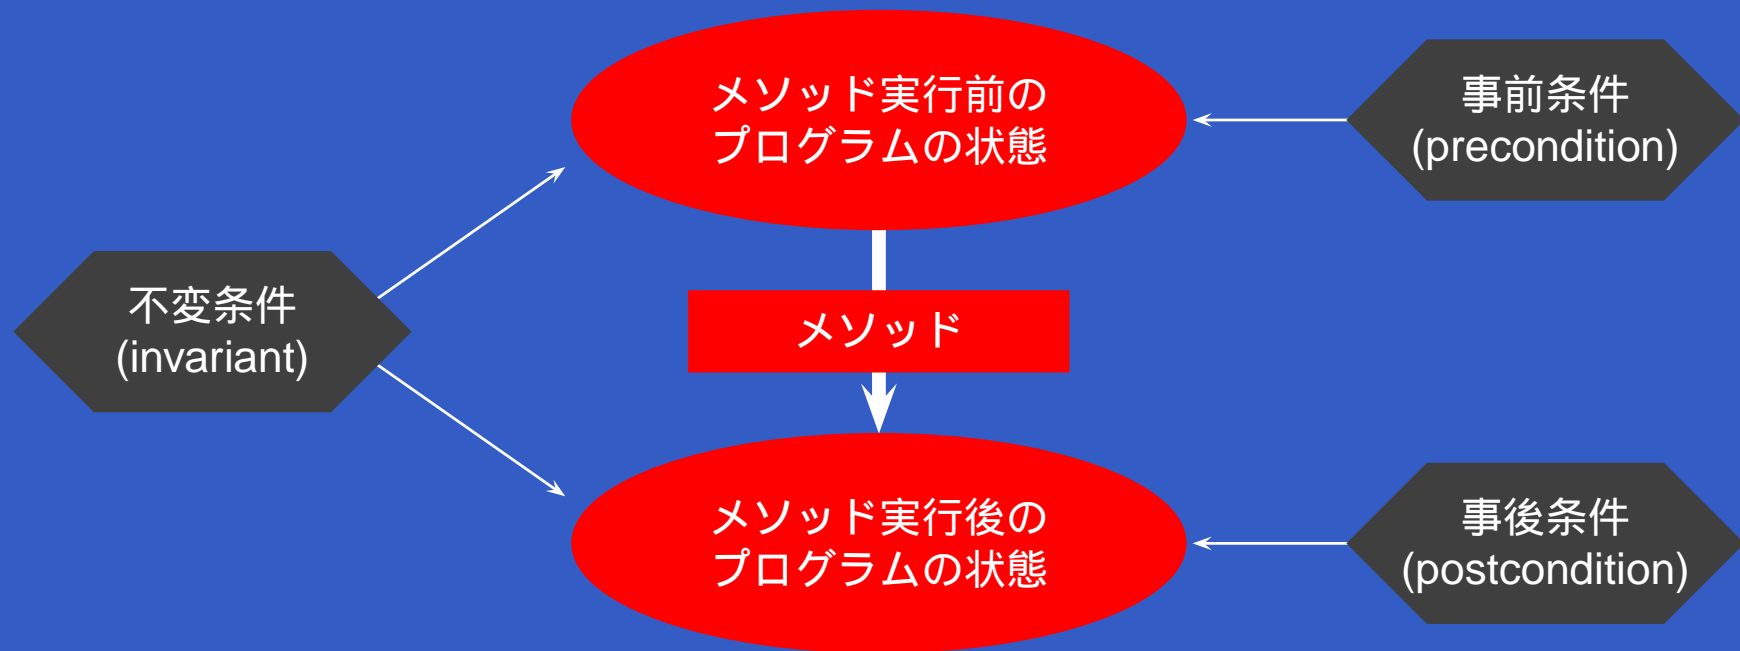 メソッド実行前の
プログラムの状態
事前条件
(precondition)
不変条件
(invariant)
メソッド
メソッド実行後の
プログラムの状態
事後条件
(postcondition)